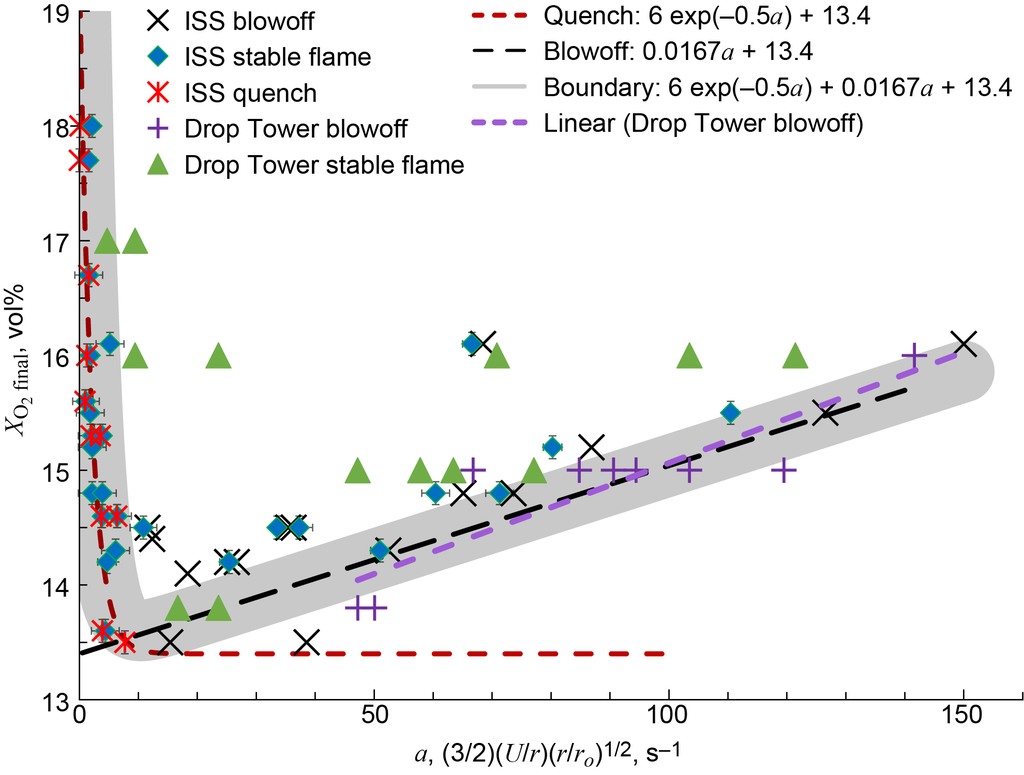 ISS blowoff
ISS stable flame
ISS quench
Drop Tower blowoff
Drop Tower stable flame
Quench: 6 exp(–0.5a) + 13.4
Blowoff: 0.0167a + 13.4
Boundary: 6 exp(–0.5a) + 0.0167a + 13.4
Linear (Drop Tower blowoff)
19
18
17
16
15
14
13
X_{O_2 final}, vol%
0
50
100
150
a, (3/2)(U/r)(r/r_o)^{1/2}, s^{–1}